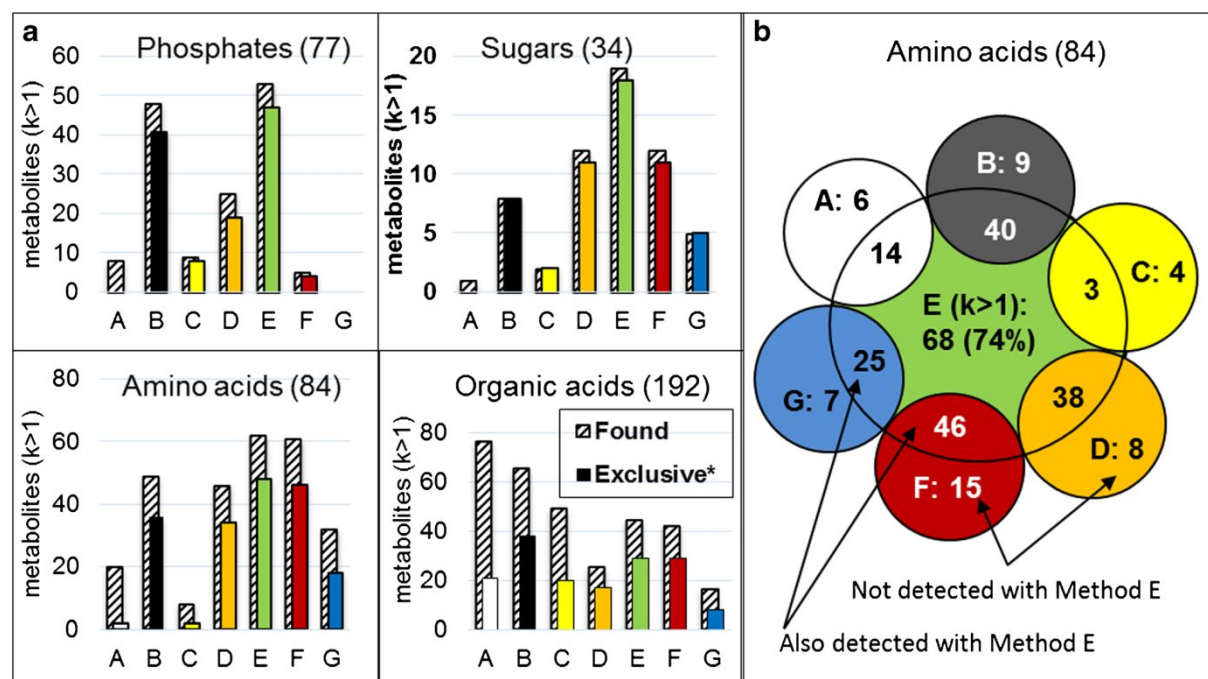 a
Phosphates (77)
metabolites (k>1)
60
50
40
30
20
10
0
A B C D E F G
Sugars (34)
metabolites (k>1)
20
15
10
5
0
A B C D E F G
Amino acids (84)
metabolites (k>1)
80
60
40
20
0
A B C D E F G
Organic acids (192)
metabolites (k>1)
80
60
40
20
0
Found
Exclusive*
A B C D E F G
b
Amino acids (84)
B: 9
A: 6
40
14
C: 4
3
E (k>1):
68 (74%)
25
G: 7
38
46
D: 8
F: 15
Not detected with Method E
Also detected with Method E